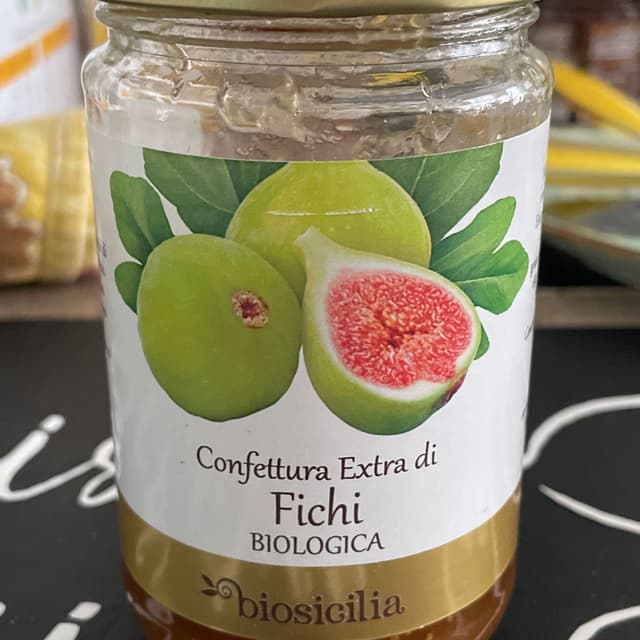 Confettura Extra di
Fichi
BIOLOGICA
biosicilia